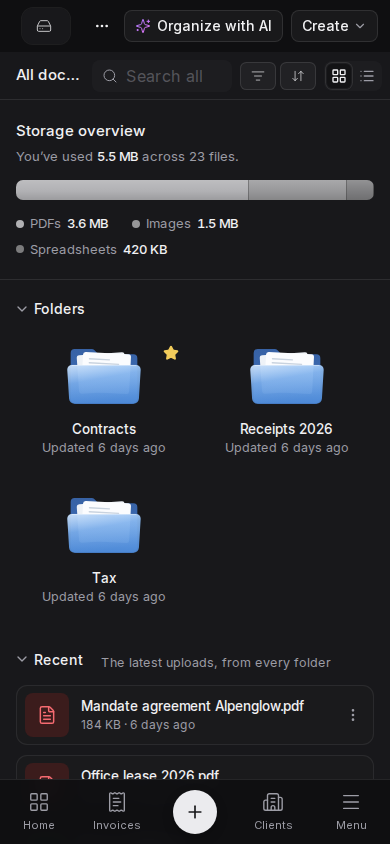 Organize with AI
Create
All doc...
Search all
Storage overview
You've used 5.5 MB across 23 files.
PDFs 3.6 MB
Images 1.5 MB
Spreadsheets 420 KB
Folders
Contracts
Updated 6 days ago
Receipts 2026
Updated 6 days ago
Tax
Updated 6 days ago
Recent
The latest uploads, from every folder
Mandate agreement Alpenglow.pdf
184 KB · 6 days ago
Office lease 2026.pdf
Home
Invoices
Clients
Menu